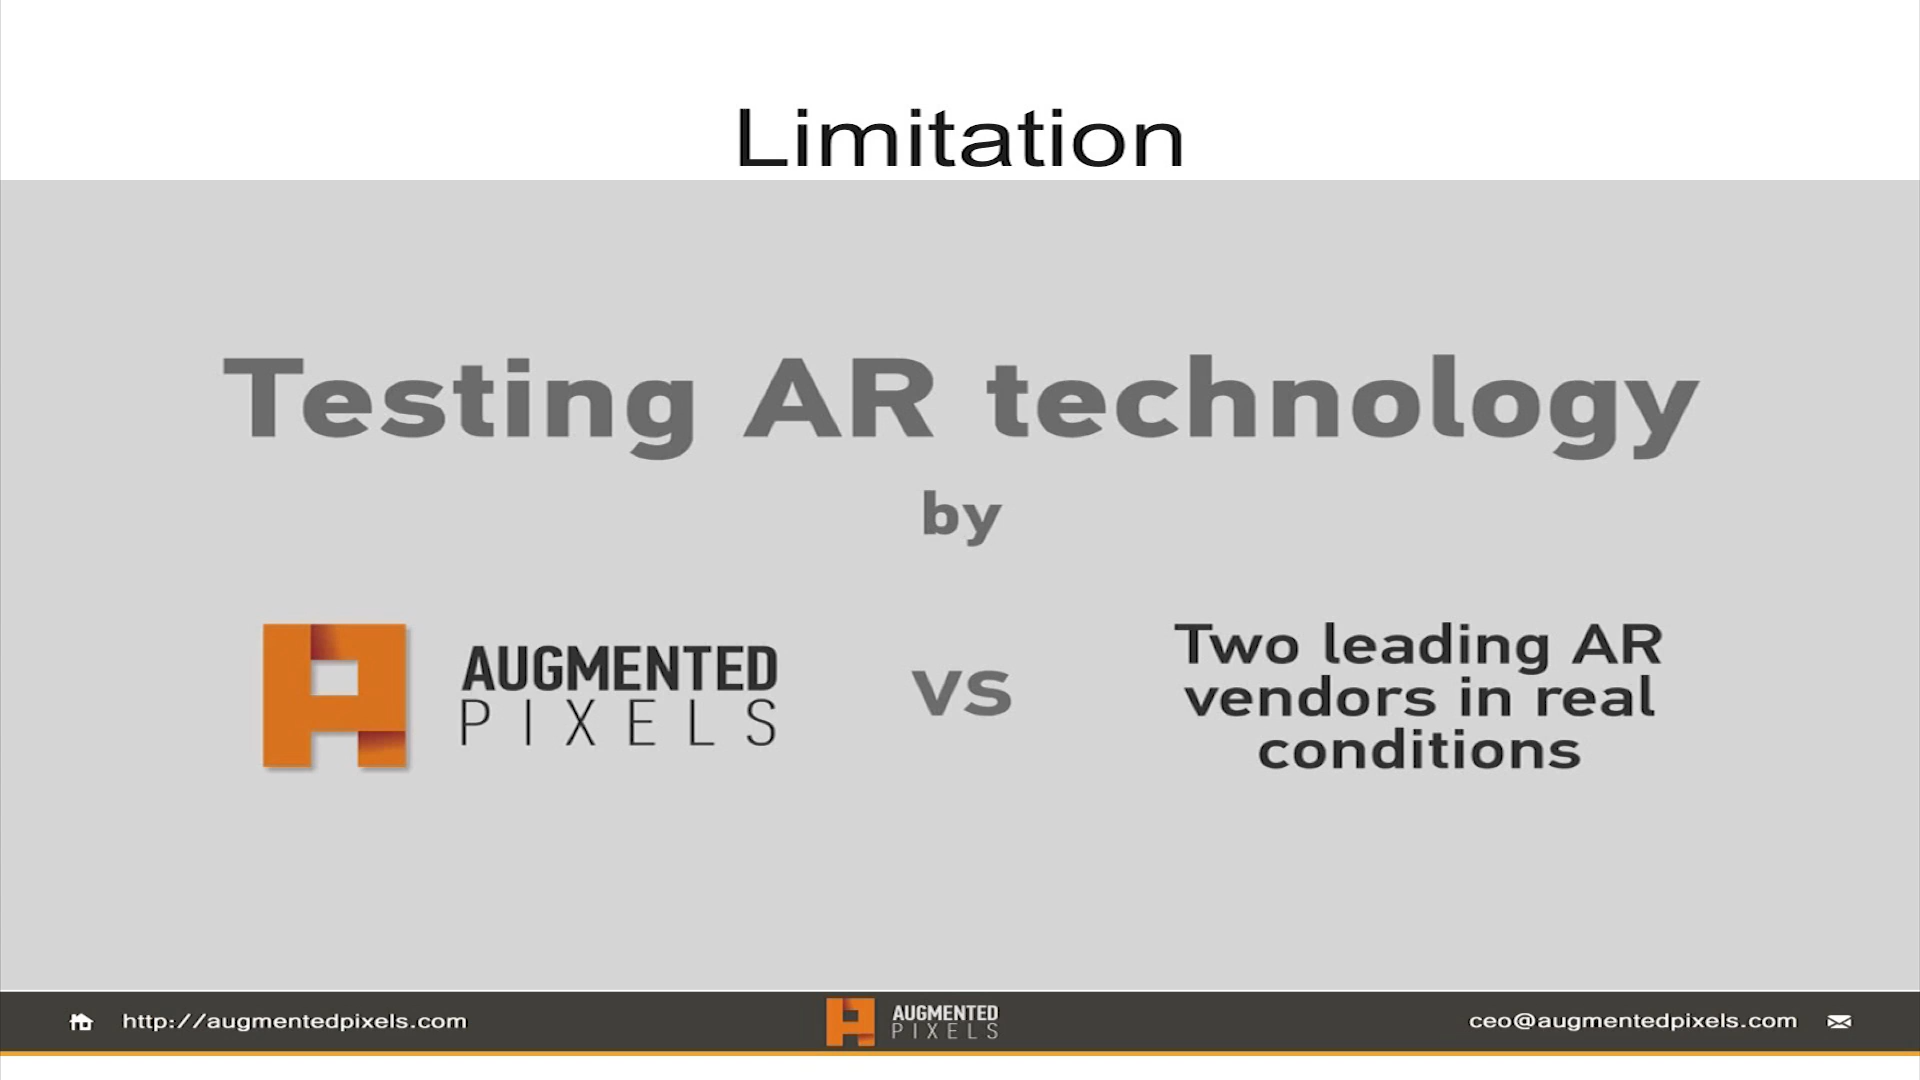 Limitation
Testing AR technology
by
AUGMENTED
PIXELS
vs
Two leading AR
vendors in real
conditions
http://augmentedpixels.com
AUGMENTED
PIXELS
ceo@augmentedpixels.com